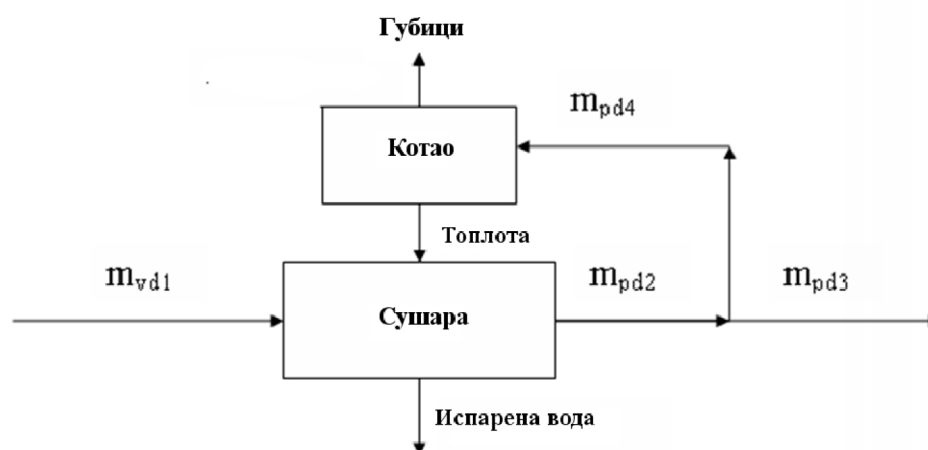 Губици
m_pd4
Котао
Топлота
m_vd1
m_pd2
m_pd3
Сушара
Испарена вода